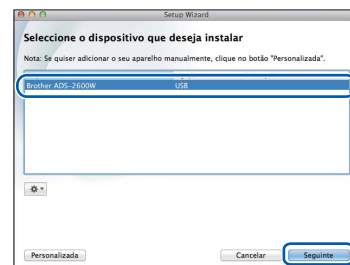 Setup Wizard
Seleccione o dispositivo que deseja instalar
Nota: Se quiser adicionar o seu aparelho manualmente, clique no botão "Personalizada".
Brother ADS-2600W USB
Personalizada Cancelar Seguinte